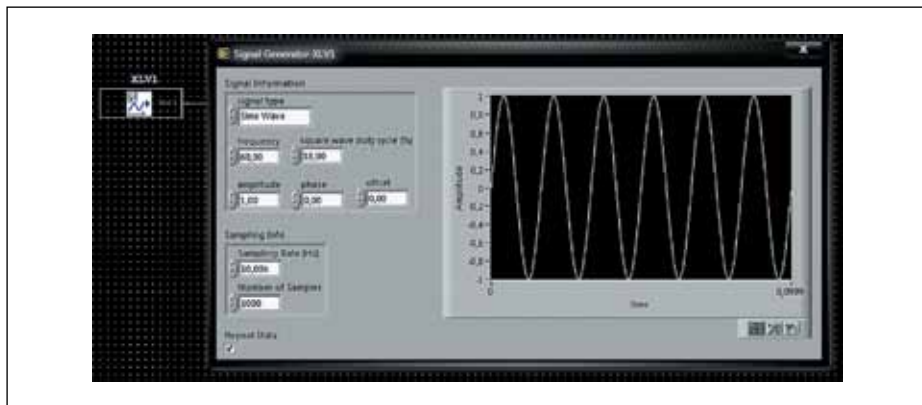 XLV1
Signal Generator-XLV1
X
Signal Information
signal type
Sine Wave
frequency
60,00
square wave duty cycle (%)
amplitude
1,00
phase
0,00
offset
0,00
Sampling Info
Sampling Rate (Hz)
10,00k
Number of Samples
1000
Repeat Data
Amplitude
1
0,8
0,6
0,4
0,2
0
-0,2
-0,4
-0,6
-0,8
-1
0
0,0999
Time